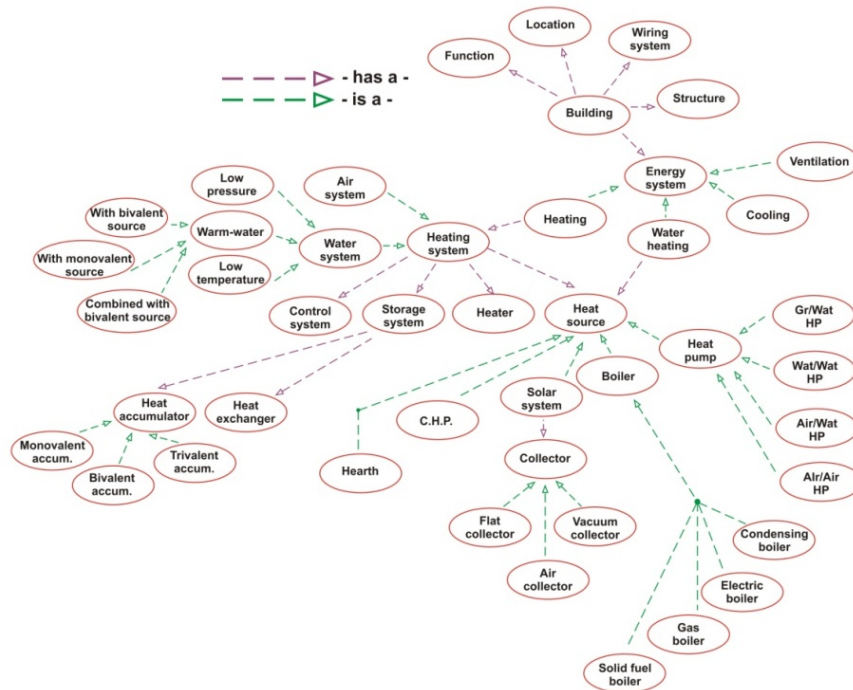 Location
Wiring
system
Function
- has a -
- is a -
Building
Structure
Low
pressure
Air
system
Energy
system
Ventilation
With bivalent
source
Warm-water
Water
system
Heating
system
Heating
Water
heating
Cooling
With monovalent
source
Low
temperature
Combined with
bivalent source
Control
system
Storage
system
Heater
Heat
source
Gr/Wat
HP
Heat
pump
Wat/Wat
HP
Boiler
Solar
system
Heat
accumulator
Heat
exchanger
C.H.P.
Air/Wat
HP
Monovalent
accum.
Bivalent
accum.
Trivalent
accum.
Hearth
Collector
AIr/Air
HP
Flat
collector
Vacuum
collector
Air
collector
Condensing
boiler
Electric
boiler
Gas
boiler
Solid fuel
boiler